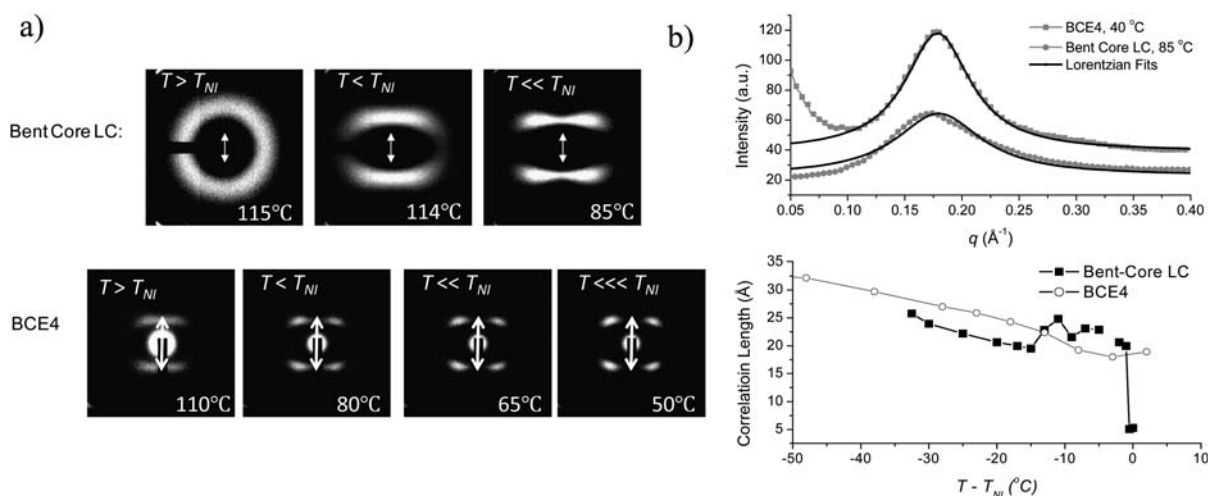 a)
Bent Core LC:
T > T_NI
115°C
T < T_NI
114°C
T << T_NI
85°C
BCE4
T > T_NI
110°C
T < T_NI
80°C
T << T_NI
65°C
T <<< T_NI
50°C
b)
Intensity (a.u.)
120
100
80
60
40
20
BCE4, 40 °C
Bent Core LC, 85 °C
Lorentzian Fits
0.05 0.10 0.15 0.20 0.25 0.30 0.35 0.40
q (Å⁻¹)
Correlatioin Length (Å)
35
30
25
20
15
10
5
Bent-Core LC
BCE4
-50 -40 -30 -20 -10 0 10
T - T_NI (°C)